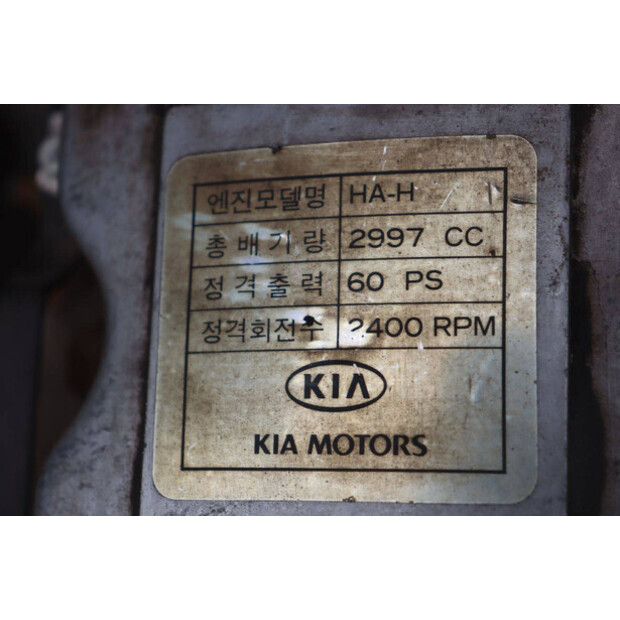 엔진모델명 HA-H
총배기량 2997 CC
정격출력 60 PS
정격회전수 2400 RPM
KIA
KIA MOTORS